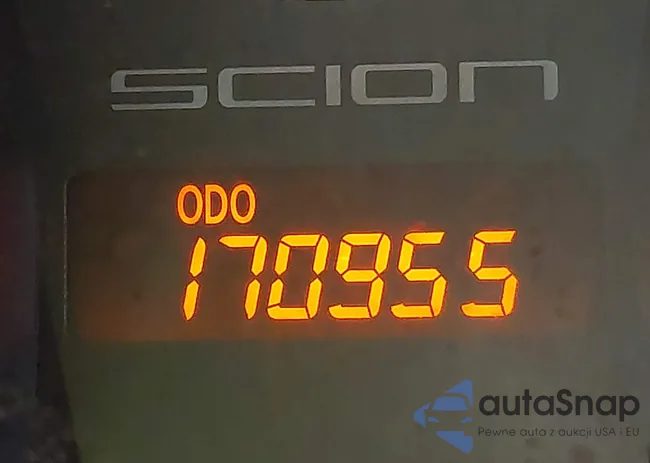 SCION
ODO
170955
autaSnap
Pewne auta z aukcji USA i EU